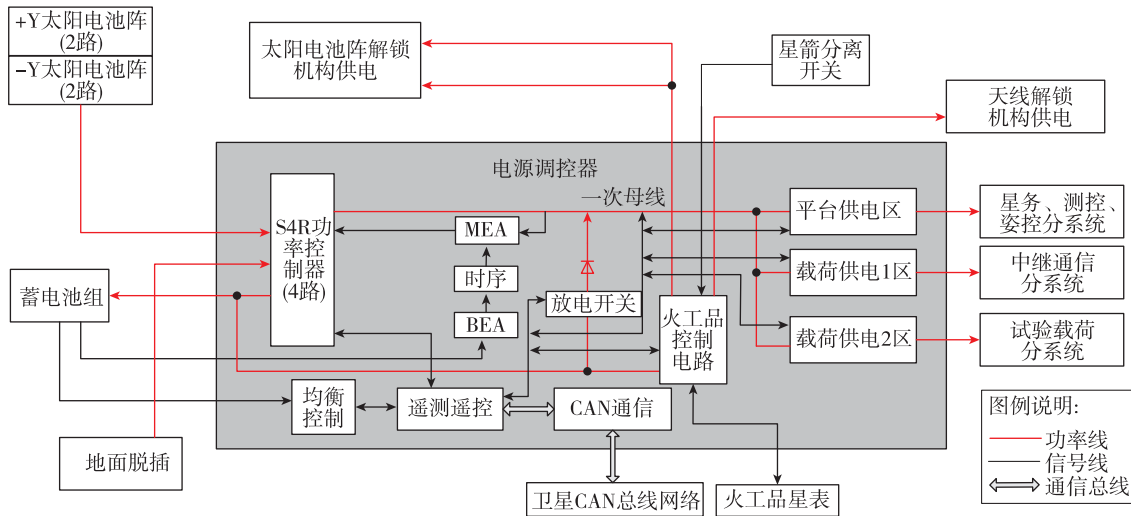 +Y太阳电池阵
(2路)
−Y太阳电池阵
(2路)
太阳电池阵解锁
机构供电
星箭分离
开关
天线解锁
机构供电
电源调控器
一次母线
S4R功
率控
制器
(4路)
MEA
时序
BEA
放电开关
火工品
控制
电路
平台供电区
载荷供电1区
载荷供电2区
星务、测控、
姿控分系统
中继通信
分系统
试验载荷
分系统
蓄电池组
均衡
控制
遥测遥控
CAN通信
地面脱插
卫星CAN总线网络
火工品星表
图例说明:
功率线
信号线
通信总线